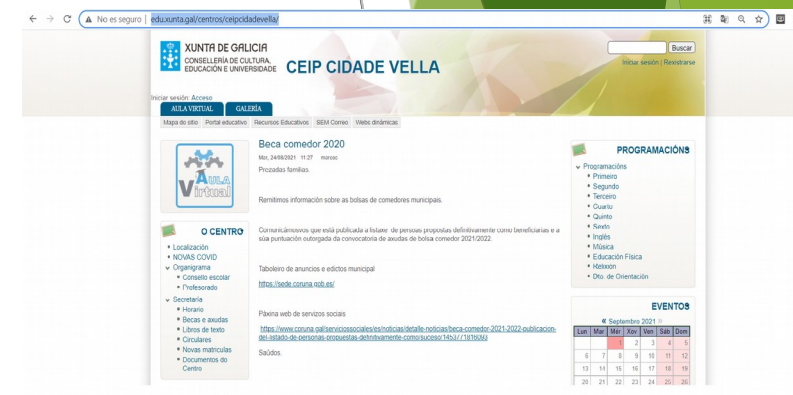 No es seguro | edu.xunta.gal/centros/ceipcidadevella/
XUNTA DE GALICIA
CONSELLERÍA DE CULTURA,
EDUCACIÓN E UNIVERSIDADE
CEIP CIDADE VELLA
Buscar
Iniciar sesión | Rexistrarse
Iniciar sesión: Acceso
AULA VIRTUAL GALERÍA
Mapa do sitio Portal educativo Recursos Educativos SEM Correo Webs dinámicas
AULA
Virtual
O CENTRO
Localización
NOVAS COVID
Organigrama
Consello escolar
Profesorado
Secretaría
Horario
Becas e axudas
Libros de texto
Circulares
Novas matrículas
Documentos do
Centro
Beca comedor 2020
Mar, 24/08/2021 11:27 marcos
Prezadas familias.
Remitimos información sobre as bolsas de comedores municipais.
Comunicámosvos que está publicada a listaxe de persoas propostas definitivamente como beneficiarias e a
súa puntuación outorgada da convocatoria de axudas de bolsa comedor 2021/2022
Taboleiro de anuncios e edictos municipal
https://sede.coruna.gob.es/
Páxina web de servizos sociais
https://www.coruna.gal/serviciossociales/es/noticias/detalle-noticias/beca-comedor-2021-2022-publicacion-
del-listado-de-personas-propuestas-definitivamente-como/suceso/1453771816093
Saúdos.
PROGRAMACIÓNS
Programacións
Primeiro
Segundo
Terceiro
Cuarto
Quinto
Sexto
Inglés
Música
Educación Física
Relixión
Dto. de Orientación
EVENTOS
« Septembro 2021 »
Lun Mar Mér Xov Ven Sáb Dom
1 2 3 4 5
6 7 8 9 10 11 12
13 14 15 16 17 18 19
20 21 22 23 24 25 26